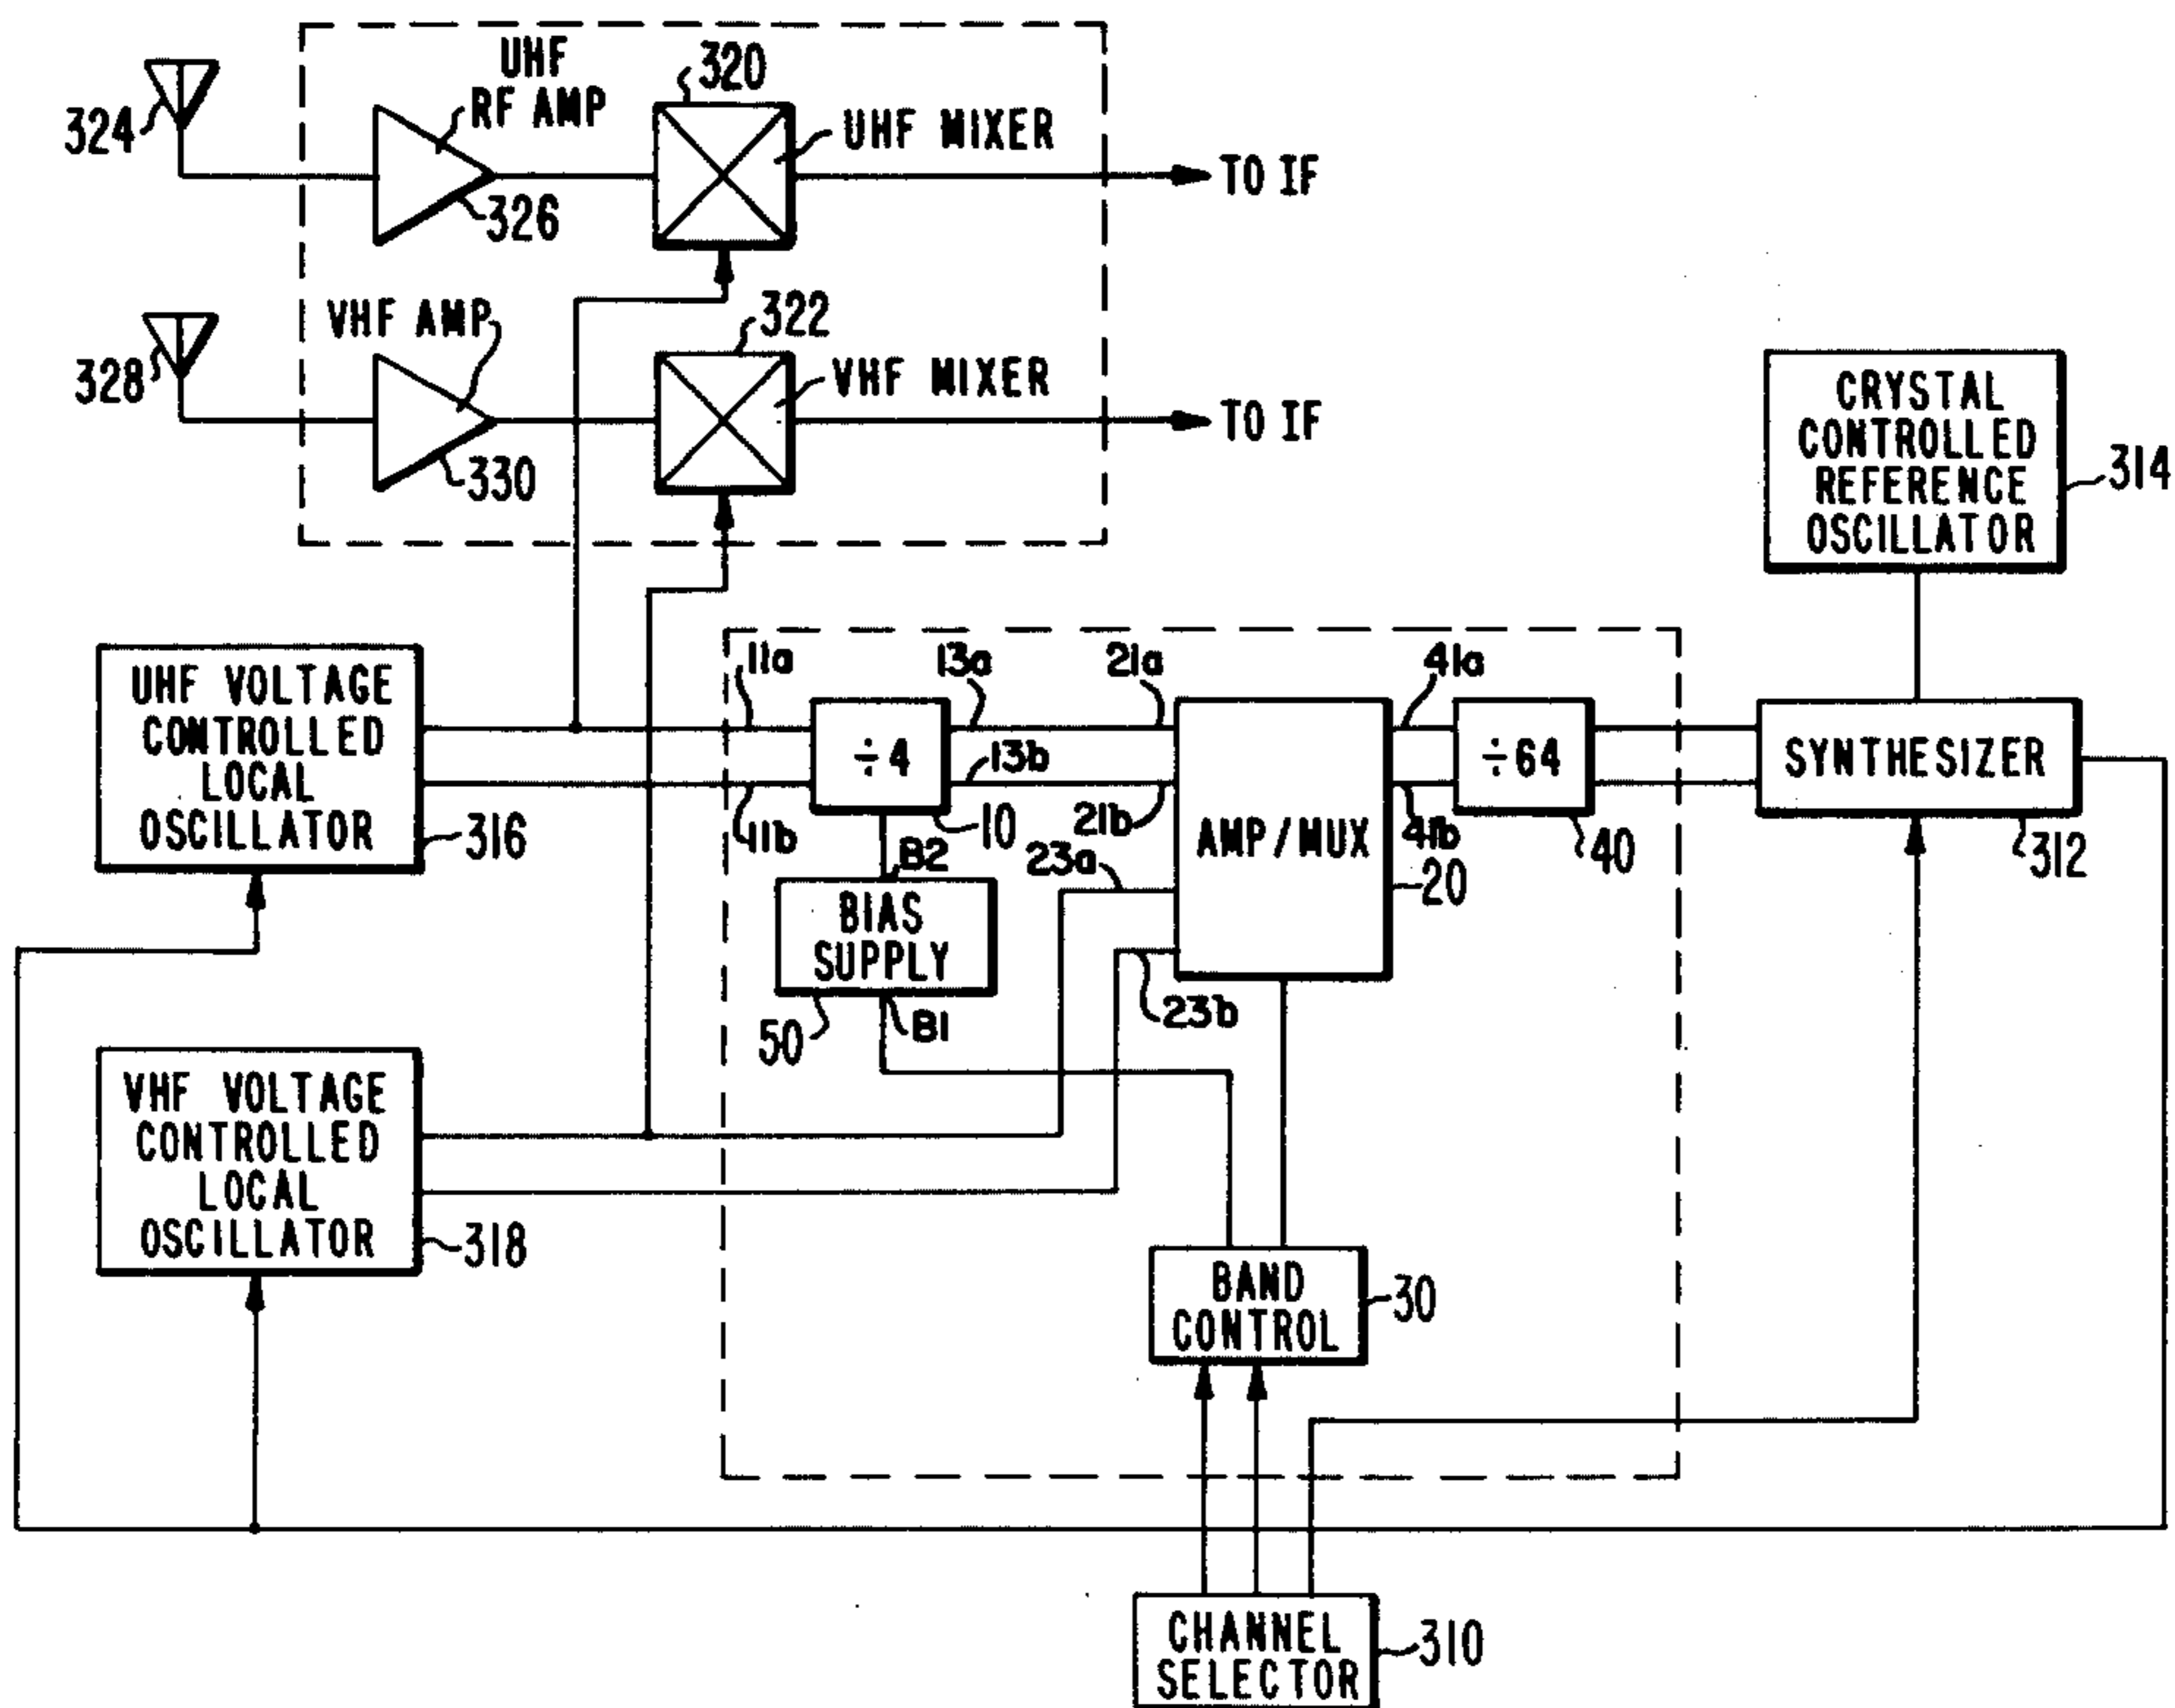 UHF
RF AMP
320
UHF MIXER
324
326
TO IF
VHF AMP
322
VHF MIXER
328
330
TO IF
CRYSTAL
CONTROLLED
REFERENCE
OSCILLATOR
314
UHF VOLTAGE
CONTROLLED
LOCAL
OSCILLATOR
316
11a
11b
÷4
10
13a
13b
21a
21b
23a
23b
AMP/MUX
20
41a
41b
÷64
40
SYNTHESIZER
312
B2
BIAS
SUPPLY
50
B1
VHF VOLTAGE
CONTROLLED
LOCAL
OSCILLATOR
318
BAND
CONTROL
30
CHANNEL
SELECTOR
310